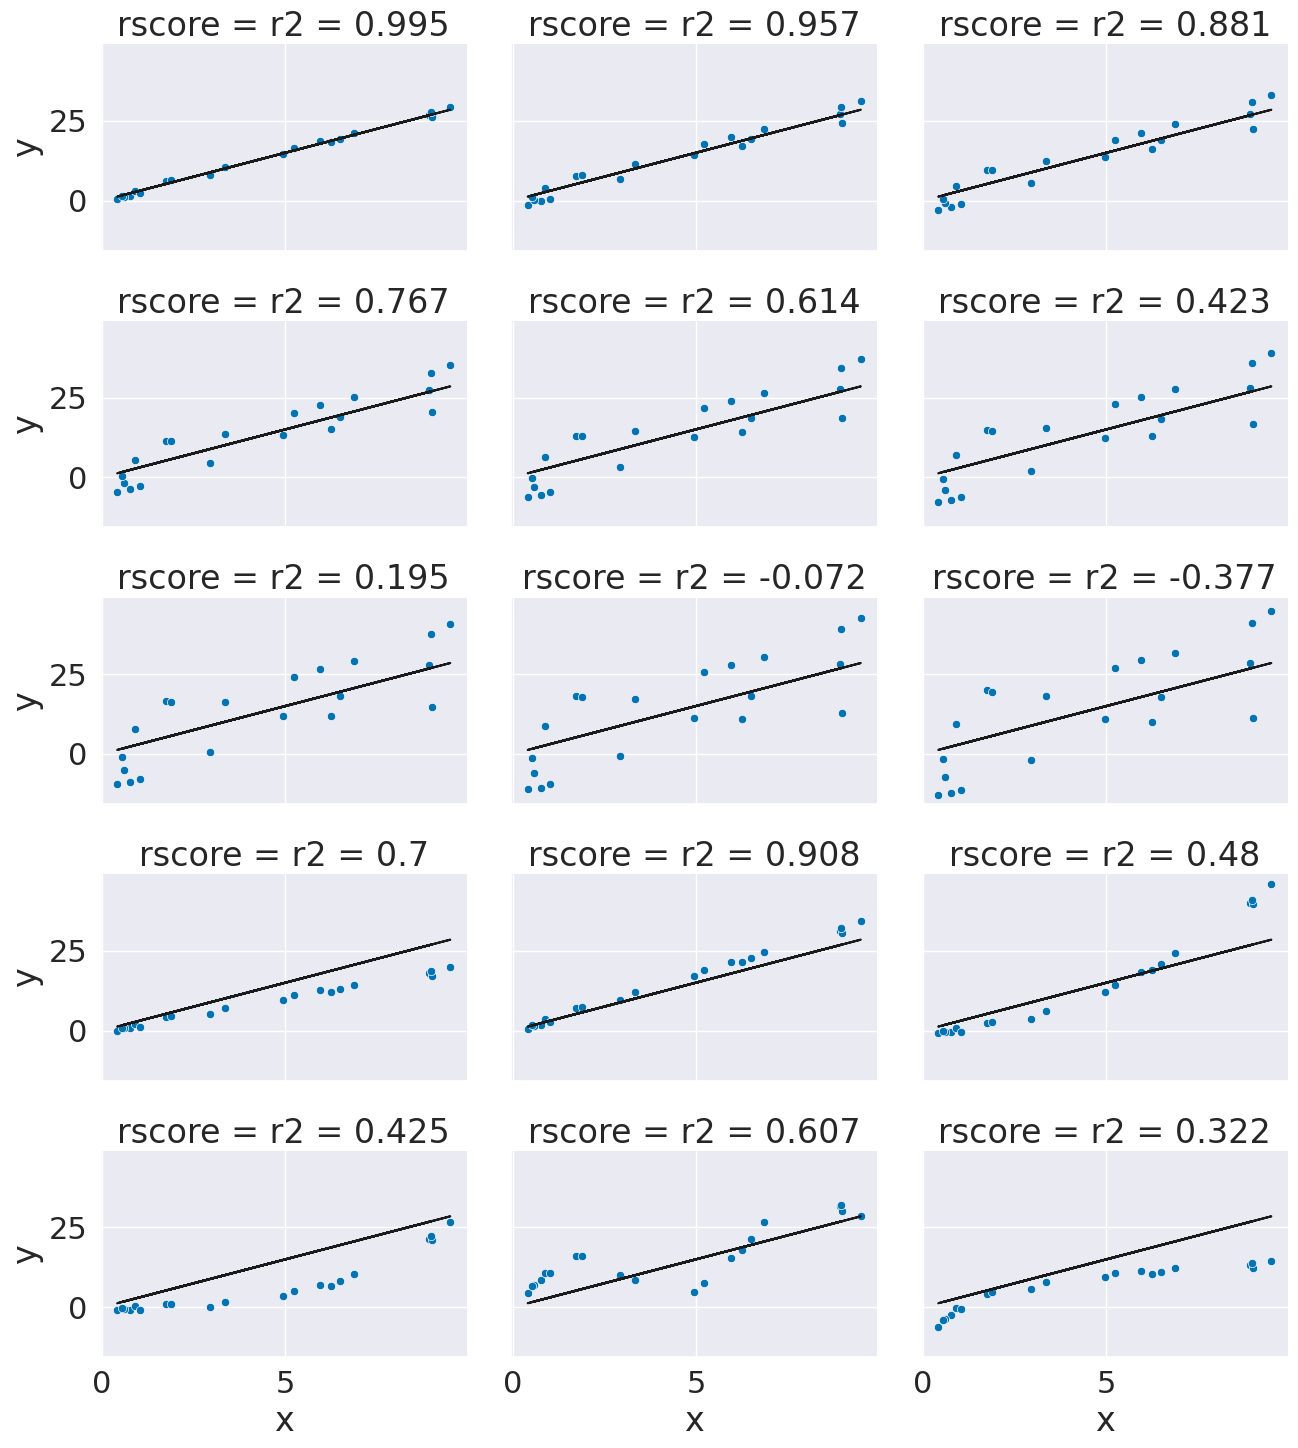 rscore = r2 = 0.995 rscore = r2 = 0.957 rscore = r2 = 0.881
25
y
0
rscore = r2 = 0.767 rscore = r2 = 0.614 rscore = r2 = 0.423
25
y
0
rscore = r2 = 0.195 rscore = r2 = -0.072 rscore = r2 = -0.377
25
y
0
rscore = r2 = 0.7 rscore = r2 = 0.908 rscore = r2 = 0.48
25
y
0
rscore = r2 = 0.425 rscore = r2 = 0.607 rscore = r2 = 0.322
25
y
0
0 5 0 5 0 5
x x x